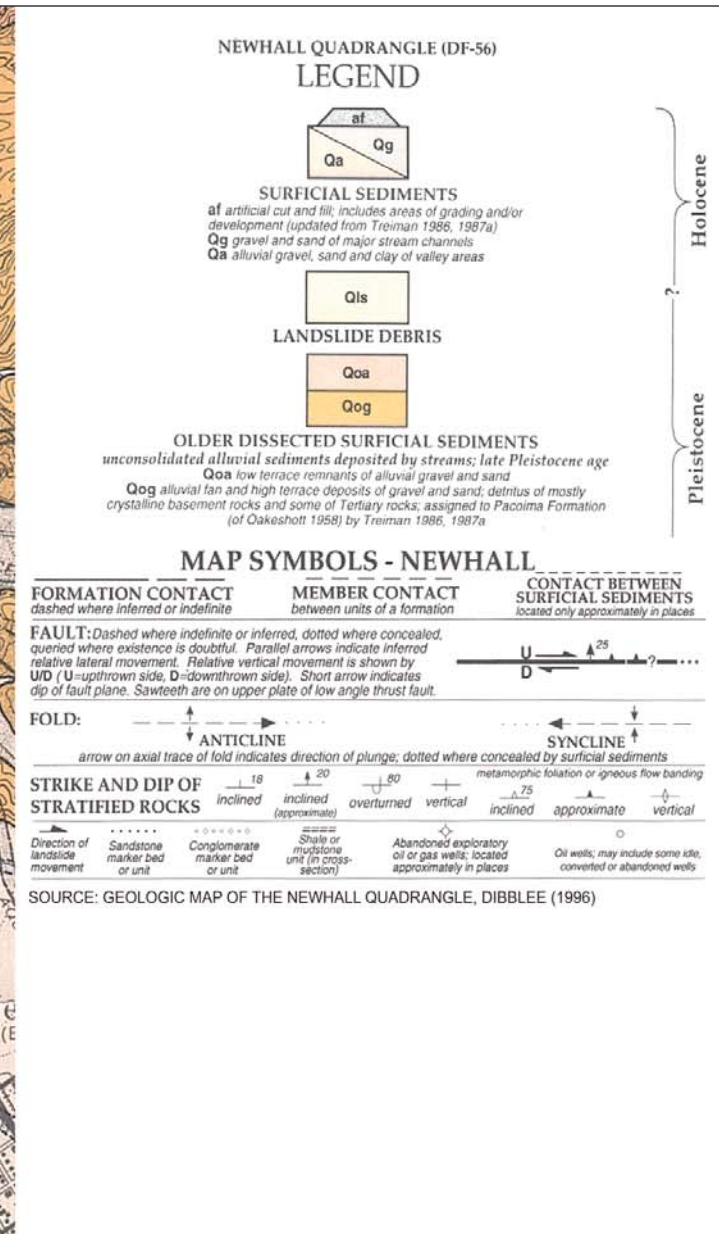 NEWHALL QUADRANGLE (DF-56)
LEGEND
af
Qg
Qa
SURFICIAL SEDIMENTS
af artificial cut and fill; includes areas of grading and/or
development (updated from Treiman 1986, 1987a)
Qg gravel and sand of major stream channels
Qa alluvial gravel, sand and clay of valley areas
Holocene
Qls
?
LANDSLIDE DEBRIS
Qoa
Qog
Pleistocene
OLDER DISSECTED SURFICIAL SEDIMENTS
unconsolidated alluvial sediments deposited by streams; late Pleistocene age
Qoa low terrace remnants of alluvial gravel and sand
Qog alluvial fan and high terrace deposits of gravel and sand; detritus of mostly
crystalline basement rocks and some of Tertiary rocks; assigned to Pacoima Formation
(of Oakeshott 1958) by Treiman 1986, 1987a
MAP SYMBOLS - NEWHALL
FORMATION CONTACT
dashed where inferred or indefinite
MEMBER CONTACT
between units of a formation
CONTACT BETWEEN
SURFICIAL SEDIMENTS
located only approximately in places
FAULT: Dashed where indefinite or inferred, dotted where concealed,
queried where existence is doubtful. Parallel arrows indicate inferred
relative lateral movement. Relative vertical movement is shown by
U/D (U=upthrown side, D=downthrown side). Short arrow indicates
dip of fault plane. Sawteeth are on upper plate of low angle thrust fault.
U
25
?
D
FOLD:
ANTICLINE
SYNCLINE
arrow on axial trace of fold indicates direction of plunge; dotted where concealed by surficial sediments
STRIKE AND DIP OF
STRATIFIED ROCKS
18
inclined
20
inclined
(approximate)
80
overturned
vertical
metamorphic foliation or igneous flow banding
75
inclined
approximate
vertical
Direction of
landslide
movement
Sandstone
marker bed
or unit
Conglomerate
marker bed
or unit
Shale or
mudstone
unit (in cross-
section)
Abandoned exploratory
oil or gas wells; located
approximately in places
Oil wells; may include some idle,
converted or abandoned wells
SOURCE: GEOLOGIC MAP OF THE NEWHALL QUADRANGLE, DIBBLEE (1996)